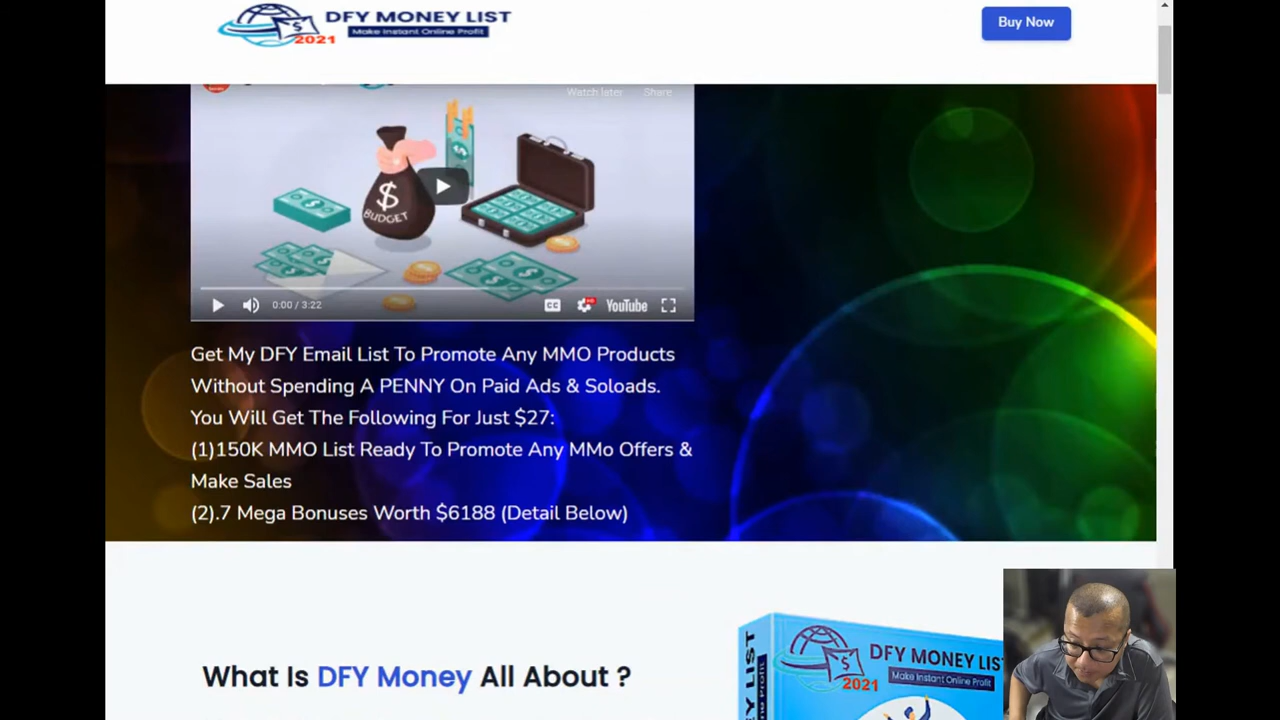 DFY MONEY LIST
Make Instant Online Profit
2021
Buy Now
Watch later
Share
$
BUDGET
0:00 / 3:22
CC
HD
YouTube
Get My DFY Email List To Promote Any MMO Products
Without Spending A PENNY On Paid Ads & Soloads.
You Will Get The Following For Just $27:
(1)150K MMO List Ready To Promote Any MMo Offers &
Make Sales
(2).7 Mega Bonuses Worth $6188 (Detail Below)
What Is DFY Money All About ?
DFY MONEY LIS
Make Instant Online Profit
2021
EY LIST